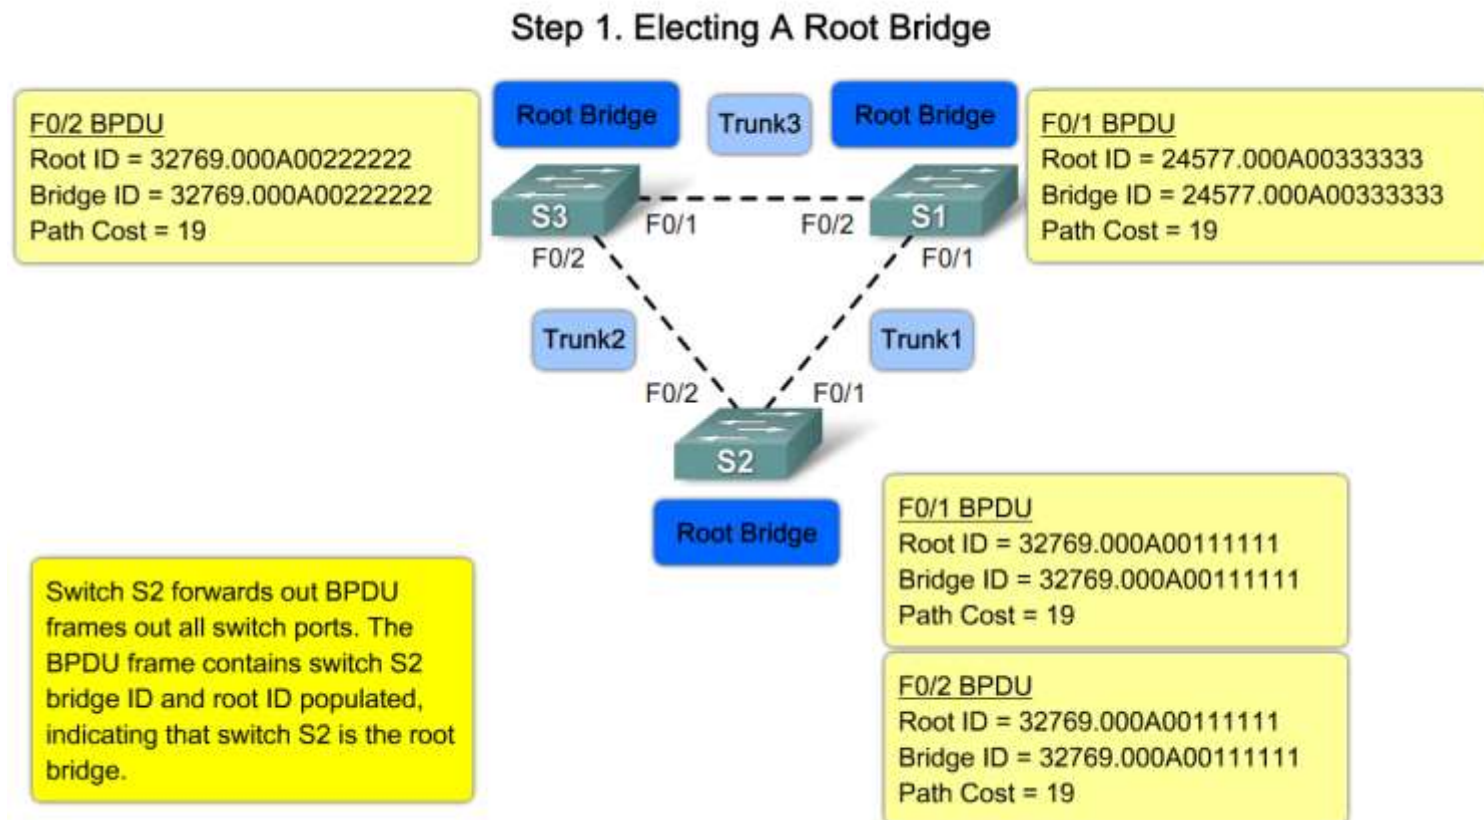 Step 1. Electing A Root Bridge
F0/2 BPDU
Root ID = 32769.000A00222222
Bridge ID = 32769.000A00222222
Path Cost = 19
Root Bridge
Trunk3
Root Bridge
F0/1 BPDU
Root ID = 24577.000A00333333
Bridge ID = 24577.000A00333333
Path Cost = 19
S3
F0/1
F0/2
S1
F0/2
F0/1
Trunk2
Trunk1
F0/2
F0/1
S2
Root Bridge
F0/1 BPDU
Root ID = 32769.000A00111111
Bridge ID = 32769.000A00111111
Path Cost = 19
Switch S2 forwards out BPDU
frames out all switch ports. The
BPDU frame contains switch S2
bridge ID and root ID populated,
indicating that switch S2 is the root
bridge.
F0/2 BPDU
Root ID = 32769.000A00111111
Bridge ID = 32769.000A00111111
Path Cost = 19